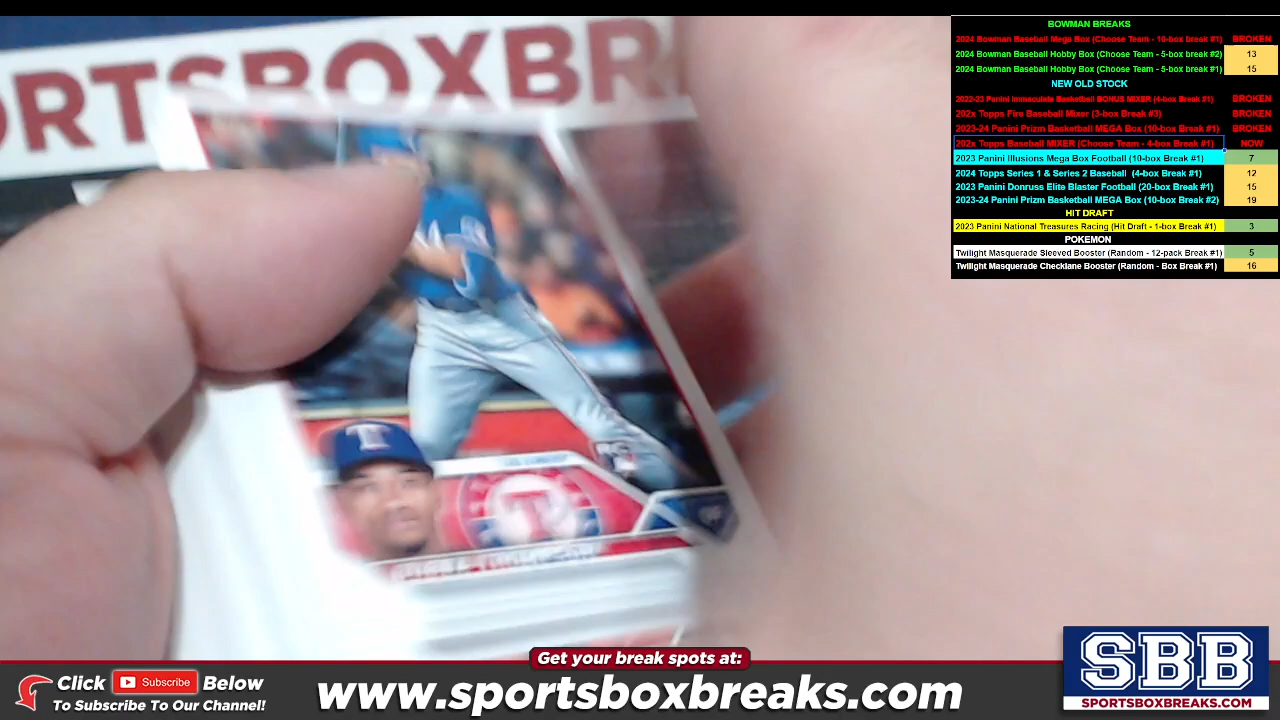 ORTSBOXBR
BOWMAN BREAKS
2024 Bowman Baseball Mega Box (Choose Team - 10-box break #1) BROKEN
2024 Bowman Baseball Hobby Box (Choose Team - 5-box break #2) 13
2024 Bowman Baseball Hobby Box (Choose Team - 5-box break #1) 15
NEW OLD STOCK
2022-23 Panini Immaculate Basketball BONUS MIXER (4-box Break #1) BROKEN
202x Topps Fire Baseball Mixer (3-box Break #3) BROKEN
2023-24 Panini Prizm Basketball MEGA Box (10-box Break #1) BROKEN
202x Topps Baseball MIXER (Choose Team - 4-box Break #1) NOW
2023 Panini Illusions Mega Box Football (10-box Break #1) 7
2024 Topps Series 1 & Series 2 Baseball (4-box Break #1) 12
2023 Panini Donruss Elite Blaster Football (20-box Break #1) 15
2023-24 Panini Prizm Basketball MEGA Box (10-box Break #2) 19
HIT DRAFT
2023 Panini National Treasures Racing (Hit Draft - 1-box Break #1) 3
POKEMON
Twilight Masquerade Sleeved Booster (Random - 12-pack Break #1) 5
Twilight Masquerade Checklane Booster (Random - Box Break #1) 16
T
RC
T
Get your break spots at:
Click Subscribe Below
To Subscribe To Our Channel!
www.sportsboxbreaks.com
SBB
SPORTSBOXBREAKS.COM